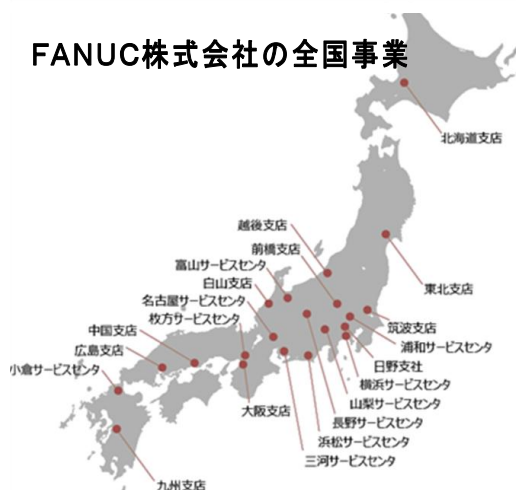 FANUC株式会社の全国事業
北海道支店
越後支店
前橋支店
富山サービスセンタ
白山支店
名古屋サービスセンタ
枚方サービスセンタ
中国支店
広島支店
小倉サービスセンタ
東北支店
筑波支店
浦和サービスセンタ
日野支社
横浜サービスセンタ
山梨サービスセンタ
長野サービスセンタ
浜松サービスセンタ
三河サービスセンタ
大阪支店
九州支店